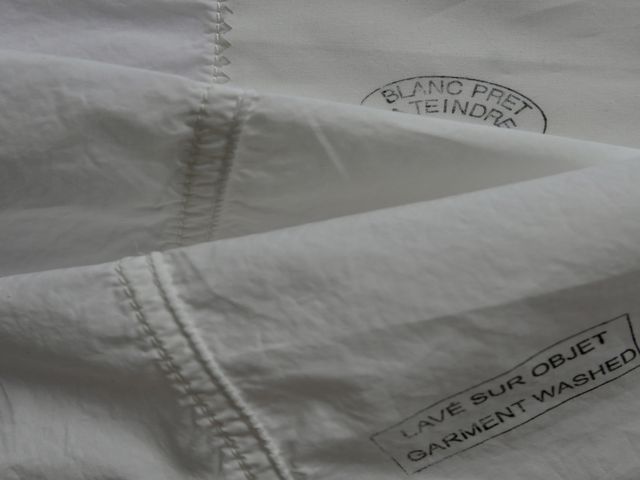 BLANC PRET
A TEINDRE
LAVÉ SUR OBJET
GARMENT WASHED